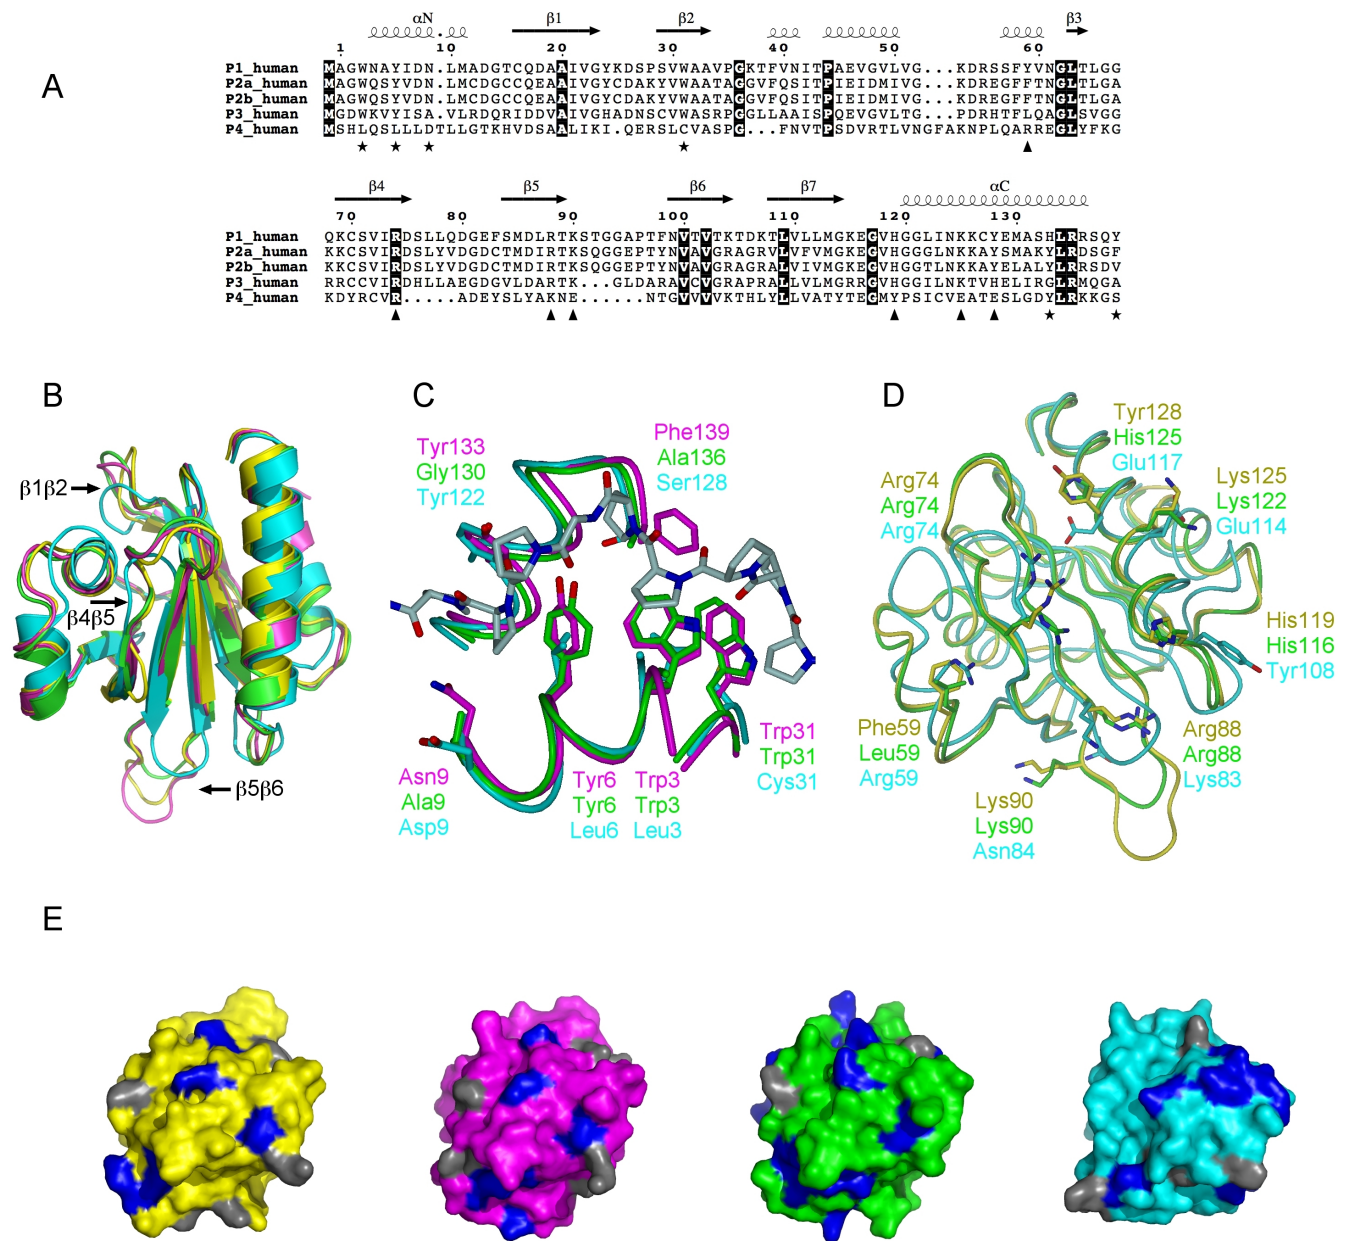 A
αN β1 β2 β3
1 10 20 30 40 50 60
P1_human MAGWNAYIDN.LMADGTCQDAAIVGYKDSPSVWAAVPGKTFVNITPAEVGVLVG...KDRSSFYVNGLTLGG
P2a_human MAGWQSYVDN.LMCDGCCQEAAIVGYCDAKYVWAATAGGVFQSITPIEIDMIVG...KDREGFFTNGLTLGA
P2b_human MAGWQSYVDN.LMCDGCCQEAAIVGYCDAKYVWAATAGGVFQSITPIEIDMIVG...KDREGFFTNGLTLGA
P3_human MAGWKVYISA.VLRDQRIDDVAIVGHADNSCVWASRPGGLLAAISPQEVGVLTG...PDRHTFLQAGLSVGG
P4_human MSHLQSLLLDTLLGTKHVDSALIKI.QERSLCVASPG...FNVTPSDVRTLVNGFAKNPLQARREGLYFKG
β4 β5 β6 β7 αC
70 80 90 100 110 120 130
P1_human QKCSVIRDSLLQDGEFSMDLRTKSTGGAPTFNVTVTKTDKTLVLLMGKEGVHGGLINKKCYEMASHLRRSQY
P2a_human KKCSVIRDSLYVDGDCTMDIRTKSQGGEPTYNVAVGRAGRVLVFVMGKEGVHGGGLNKKAYSMAKYLRDSGF
P2b_human KKCSVIRDSLYVDGDCTMDIRTKSQGGEPTYNVAVGRAGRALVIVMGKEGVHGGTLNKKAYELALYLRRSDV
P3_human RRCCVIRDHLLAEGDGVLDARTK...GLDARAVCVGRAPRALLVLMGRRGVHGGILNKTVHELIRGLRMQGA
P4_human KDYRCVR.....ADEYSLYAKNE......NTGVVVVKTHLYLLVATYTEGMYPSICVEATESLGDYLRKKGS
B
β1β2
β4β5
β5β6
C
Tyr133
Gly130
Tyr122
Phe139
Ala136
Ser128
Asn9
Ala9
Asp9
Tyr6
Tyr6
Leu6
Trp3
Trp3
Leu3
Trp31
Trp31
Cys31
D
Tyr128
His125
Glu117
Arg74
Arg74
Arg74
Lys125
Lys122
Glu114
His119
His116
Tyr108
Phe59
Leu59
Arg59
Arg88
Arg88
Lys83
Lys90
Lys90
Asn84
E